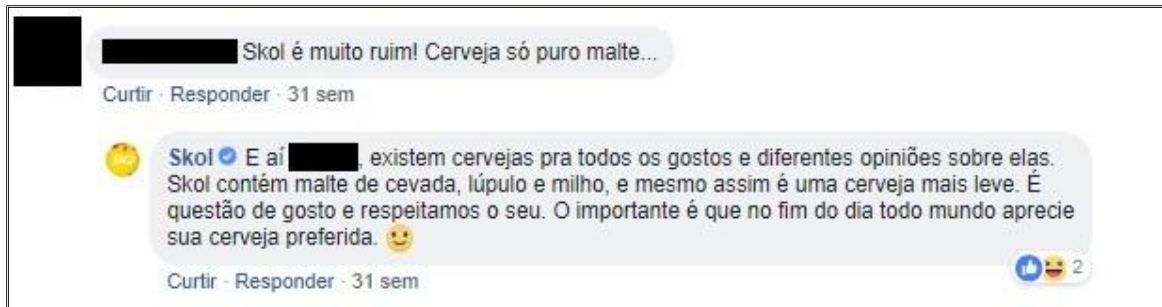 Skol é muito ruim! Cerveja só puro malte...
Curtir · Responder · 31 sem
Skol E aí , existem cervejas pra todos os gostos e diferentes opiniões sobre elas.
Skol contém malte de cevada, lúpulo e milho, e mesmo assim é uma cerveja mais leve. É
questão de gosto e respeitamos o seu. O importante é que no fim do dia todo mundo aprecie
sua cerveja preferida.
2
Curtir · Responder · 31 sem